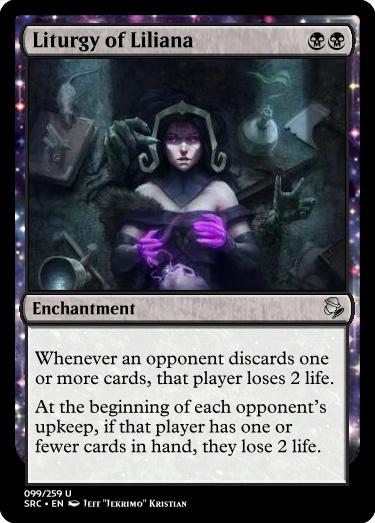 Liturgy of Liliana
Enchantment
Whenever an opponent discards one
or more cards, that player loses 2 life.
At the beginning of each opponent's
upkeep, if that player has one or
fewer cards in hand, they lose 2 life.
099/259 U
SRC • EN Jeff "Jekrimo" Kristian